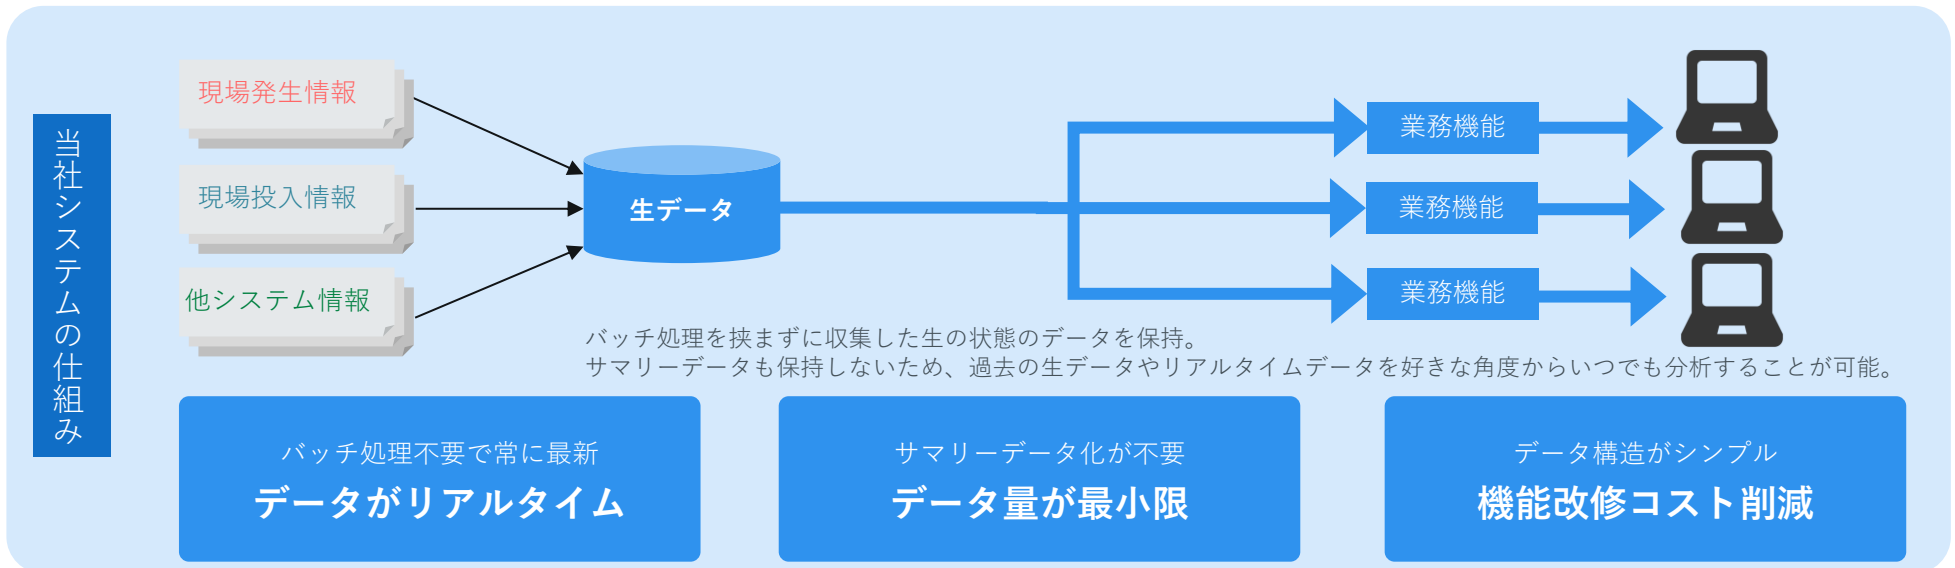 当社システムの仕組み
現場発生情報
現場投入情報
他システム情報
生データ
業務機能
業務機能
業務機能
バッチ処理を挟まずに収集した生の状態のデータを保持。
サマリーデータも保持しないため、過去の生データやリアルタイムデータを好きな角度からいつでも分析することが可能。
バッチ処理不要で常に最新
データがリアルタイム
サマリーデータ化が不要
データ量が最小限
データ構造がシンプル
機能改修コスト削減